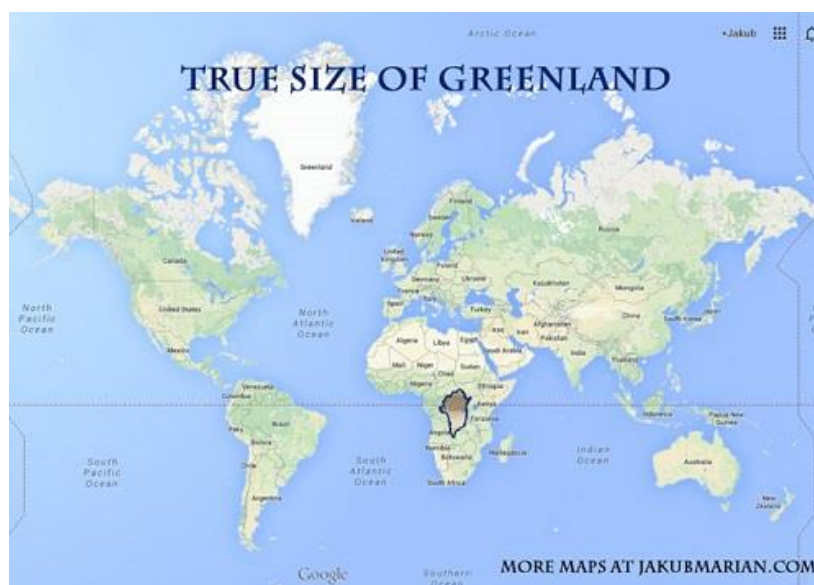 Arctic Ocean
+Jakub
TRUE SIZE OF GREENLAND
Greenland
Iceland
Finland
Sweden
Norway
Russia
United
Kingdom
Canada
Poland
Germany
Ukraine
Kazakhstan
France
Mongolia
Spain
Italy
Turkey
United States
North
Pacific
Ocean
North
Atlantic
Ocean
China
South Korea
Japan
Afghanistan
Iraq
Iran
Pakistan
Algeria
Libya
Egypt
Saudi Arabia
India
Mexico
Mali
Niger
Chad
Sudan
Thailand
Nigeria
Ethiopia
Venezuela
Colombia
Kenya
Indonesia
Papua New
Guinea
Tanzania
Peru
Brazil
Angola
Bolivia
Namibia
Botswana
Madagascar
Indian
Ocean
Australia
South
Pacific
Ocean
South
Atlantic
Ocean
Chile
Argentina
South Africa
New
Zealand
Google
Southern
Ocean
MORE MAPS AT JAKUBMARIAN.COM